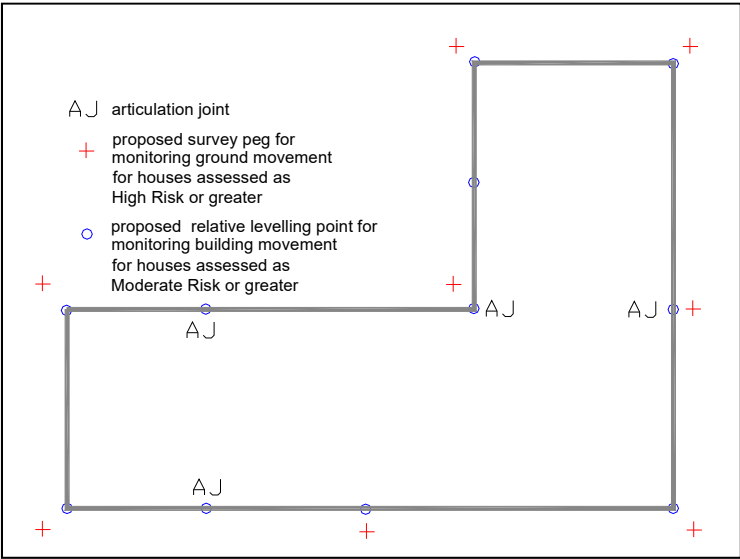 AJ articulation joint
proposed survey peg for
monitoring ground movement
for houses assessed as
High Risk or greater
proposed relative levelling point for
monitoring building movement
for houses assessed as
Moderate Risk or greater
AJ
AJ
AJ
AJ